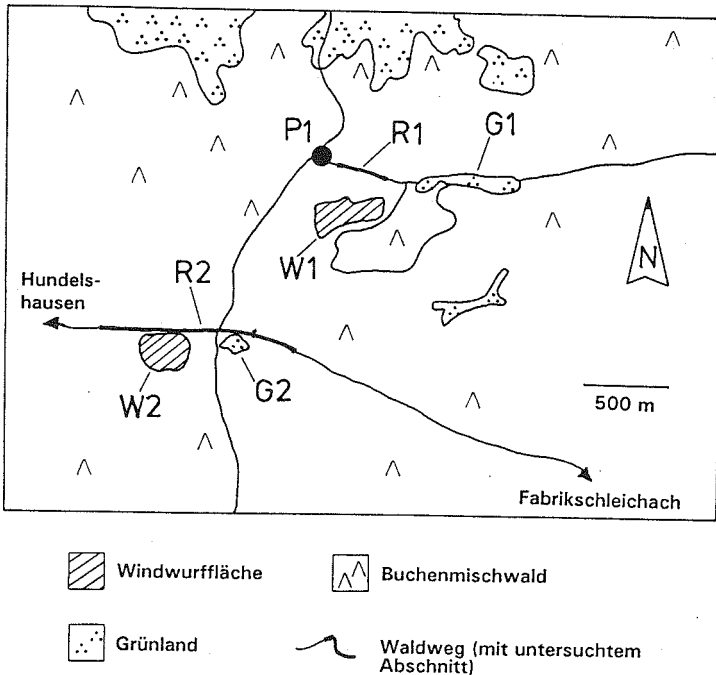 P1
R1
G1
W1
N
R2
Hundels-
hausen
W2
G2
500 m
Fabrikschleichach
Windwurffläche
Buchenmischwald
Grünland
Waldweg (mit untersuchtem
Abschnitt)